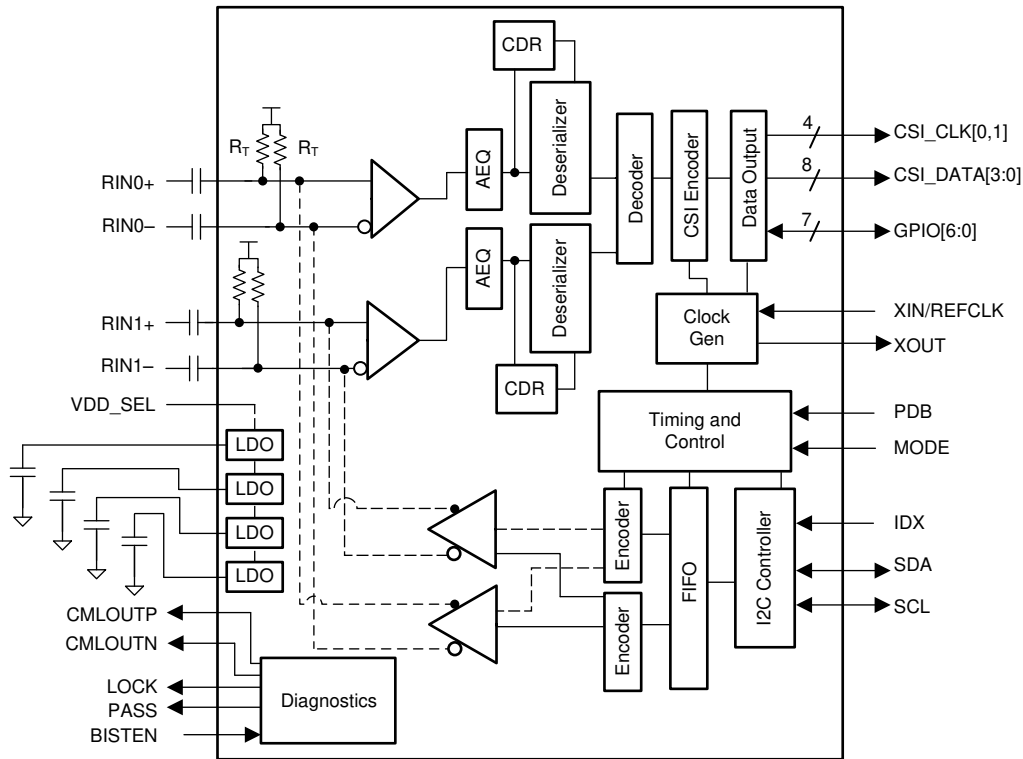 CDR
Deserializer
AEQ
Decoder
CSI Encoder
Data Output
4
CSI_CLK[0,1]
8
CSI_DATA[3:0]
7
GPIO[6:0]
RT
RT
RIN0+
RIN0−
AEQ
Deserializer
CDR
RIN1+
RIN1−
Clock
Gen
XIN/REFCLK
XOUT
VDD_SEL
LDO
LDO
LDO
LDO
Timing and
Control
PDB
MODE
Encoder
Encoder
FIFO
I2C Controller
IDX
SDA
SCL
CMLOUTP
CMLOUTN
LOCK
PASS
BISTEN
Diagnostics